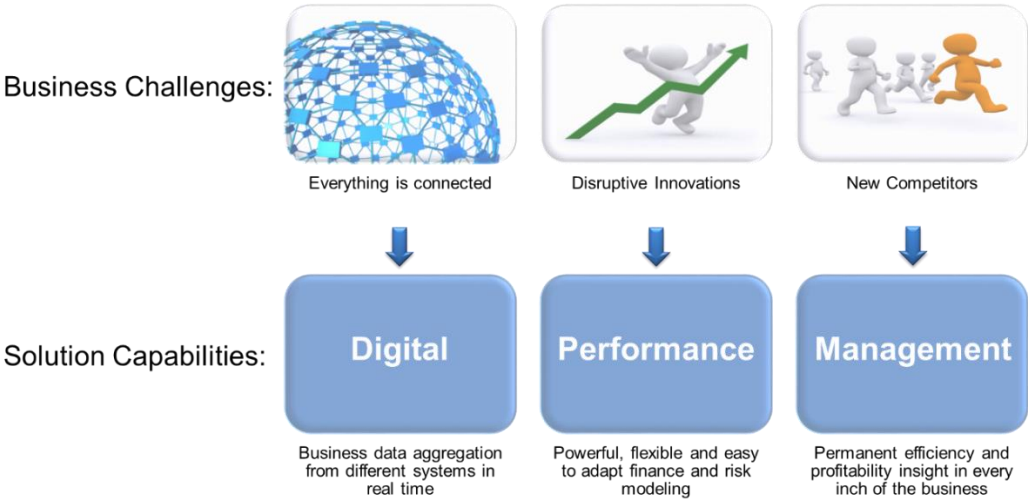 Business Challenges:
Everything is connected
Disruptive Innovations
New Competitors
Solution Capabilities:
Digital
Performance
Management
Business data aggregation
from different systems in
real time
Powerful, flexible and easy
to adapt finance and risk
modeling
Permanent efficiency and
profitability insight in every
inch of the business